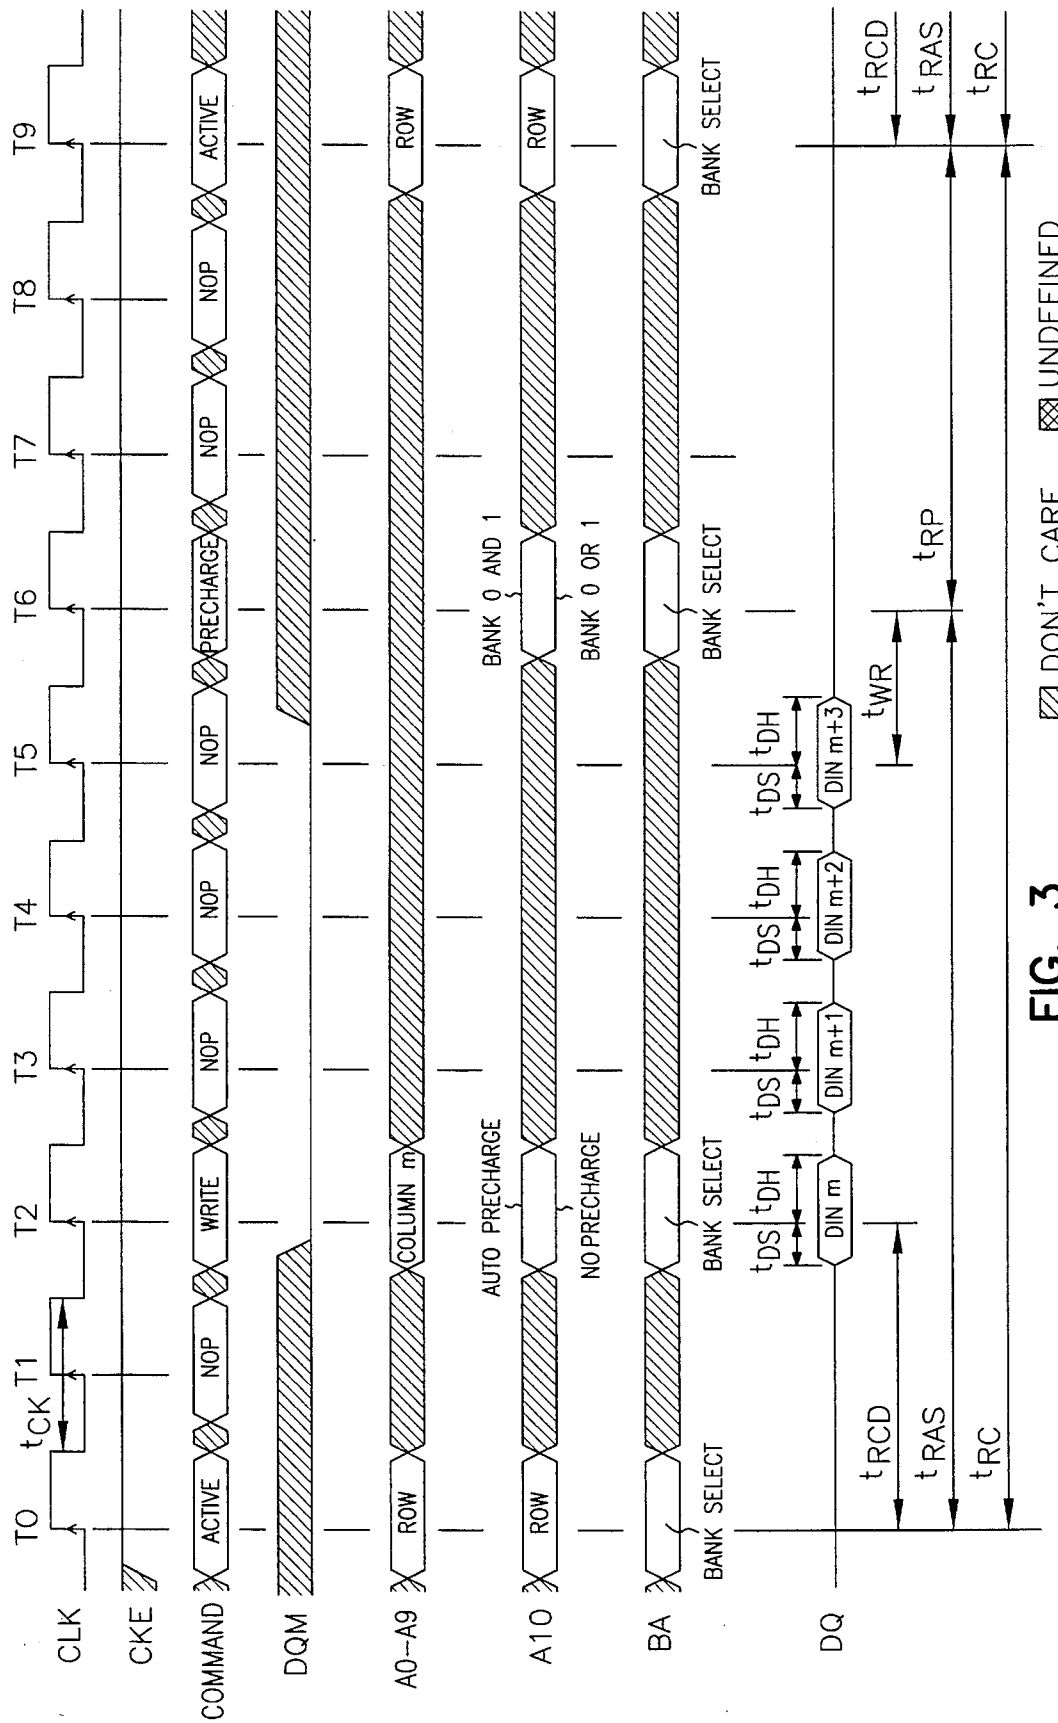 T0 T1 T2 T3 T4 T5 T6 T7 T8 T9
tCK
CLK
CKE
COMMAND ACTIVE NOP WRITE NOP NOP NOP PRECHARGE NOP NOP ACTIVE
DQM
A0-A9 ROW COLUMN m ROW
AUTO PRECHARGE BANK 0 AND 1
A10 ROW ROW
NO PRECHARGE BANK 0 OR 1
BA
BANK SELECT BANK SELECT BANK SELECT BANK SELECT
tDS tDH tDS tDH tDS tDH tDS tDH
DQ DIN m DIN m+1 DIN m+2 DIN m+3
tRCD tWR tRCD
tRAS tRP tRAS
tRC tRC
DON'T CARE UNDEFINED
FIG. 3